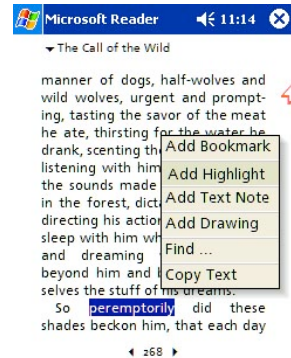 Microsoft Reader 11:14
The Call of the Wild
manner of dogs, half-wolves and
wild wolves, urgent and prompt-
ing, tasting the savor of the meat
he ate, thirsting for the water he
drank, scenting the
listening with him
the sounds made
in the forest, dict
directing his action
sleep with him wh
and dreaming
beyond him and b
selves the stuff of his dreams.
So peremptorily did these
shades beckon him, that each day
Add Bookmark
Add Highlight
Add Text Note
Add Drawing
Find ...
Copy Text
268